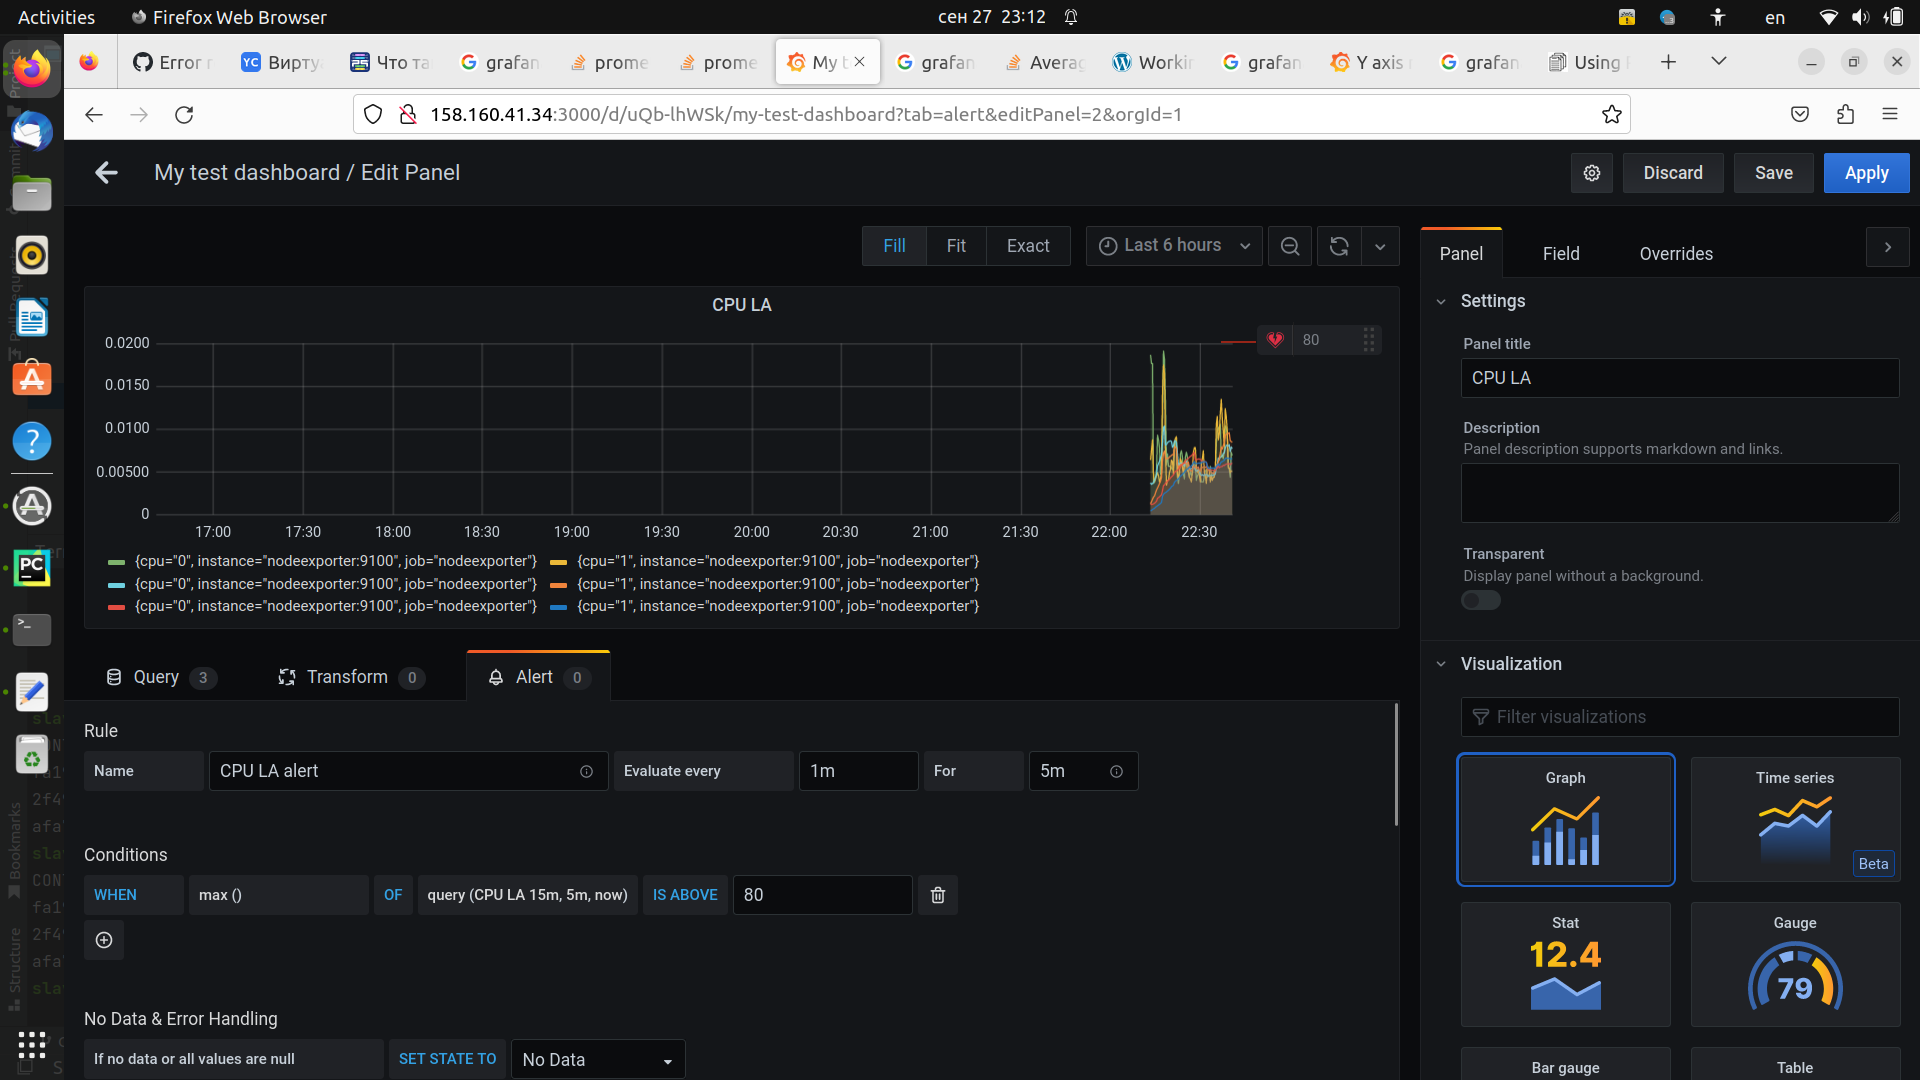 Activities
Firefox Web Browser
сен 27 23:12
en
Error
Вирту
Что та
grafan
prome
prome
My t
grafan
Averag
Workin
grafan
Y axis
grafan
Using
158.160.41.34:3000/d/uQb-lhWSk/my-test-dashboard?tab=alert&editPanel=2&orgId=1
My test dashboard / Edit Panel
Discard
Save
Apply
Fill
Fit
Exact
Last 6 hours
Panel
Field
Overrides
CPU LA
80
0.0200
0.0150
0.0100
0.00500
0
17:00 17:30 18:00 18:30 19:00 19:30 20:00 20:30 21:00 21:30 22:00 22:30
{cpu="0", instance="nodeexporter:9100", job="nodeexporter"} {cpu="1", instance="nodeexporter:9100", job="nodeexporter"}
{cpu="0", instance="nodeexporter:9100", job="nodeexporter"} {cpu="1", instance="nodeexporter:9100", job="nodeexporter"}
{cpu="0", instance="nodeexporter:9100", job="nodeexporter"} {cpu="1", instance="nodeexporter:9100", job="nodeexporter"}
Query 3
Transform 0
Alert 0
Rule
Name CPU LA alert Evaluate every 1m For 5m
Conditions
WHEN max () OF query (CPU LA 15m, 5m, now) IS ABOVE 80
No Data & Error Handling
If no data or all values are null SET STATE TO No Data
Settings
Panel title
CPU LA
Description
Panel description supports markdown and links.
Transparent
Display panel without a background.
Visualization
Filter visualizations
Graph
Time series
Beta
Stat
12.4
Gauge
79
Bar gauge
Table
Bookmarks
Structure